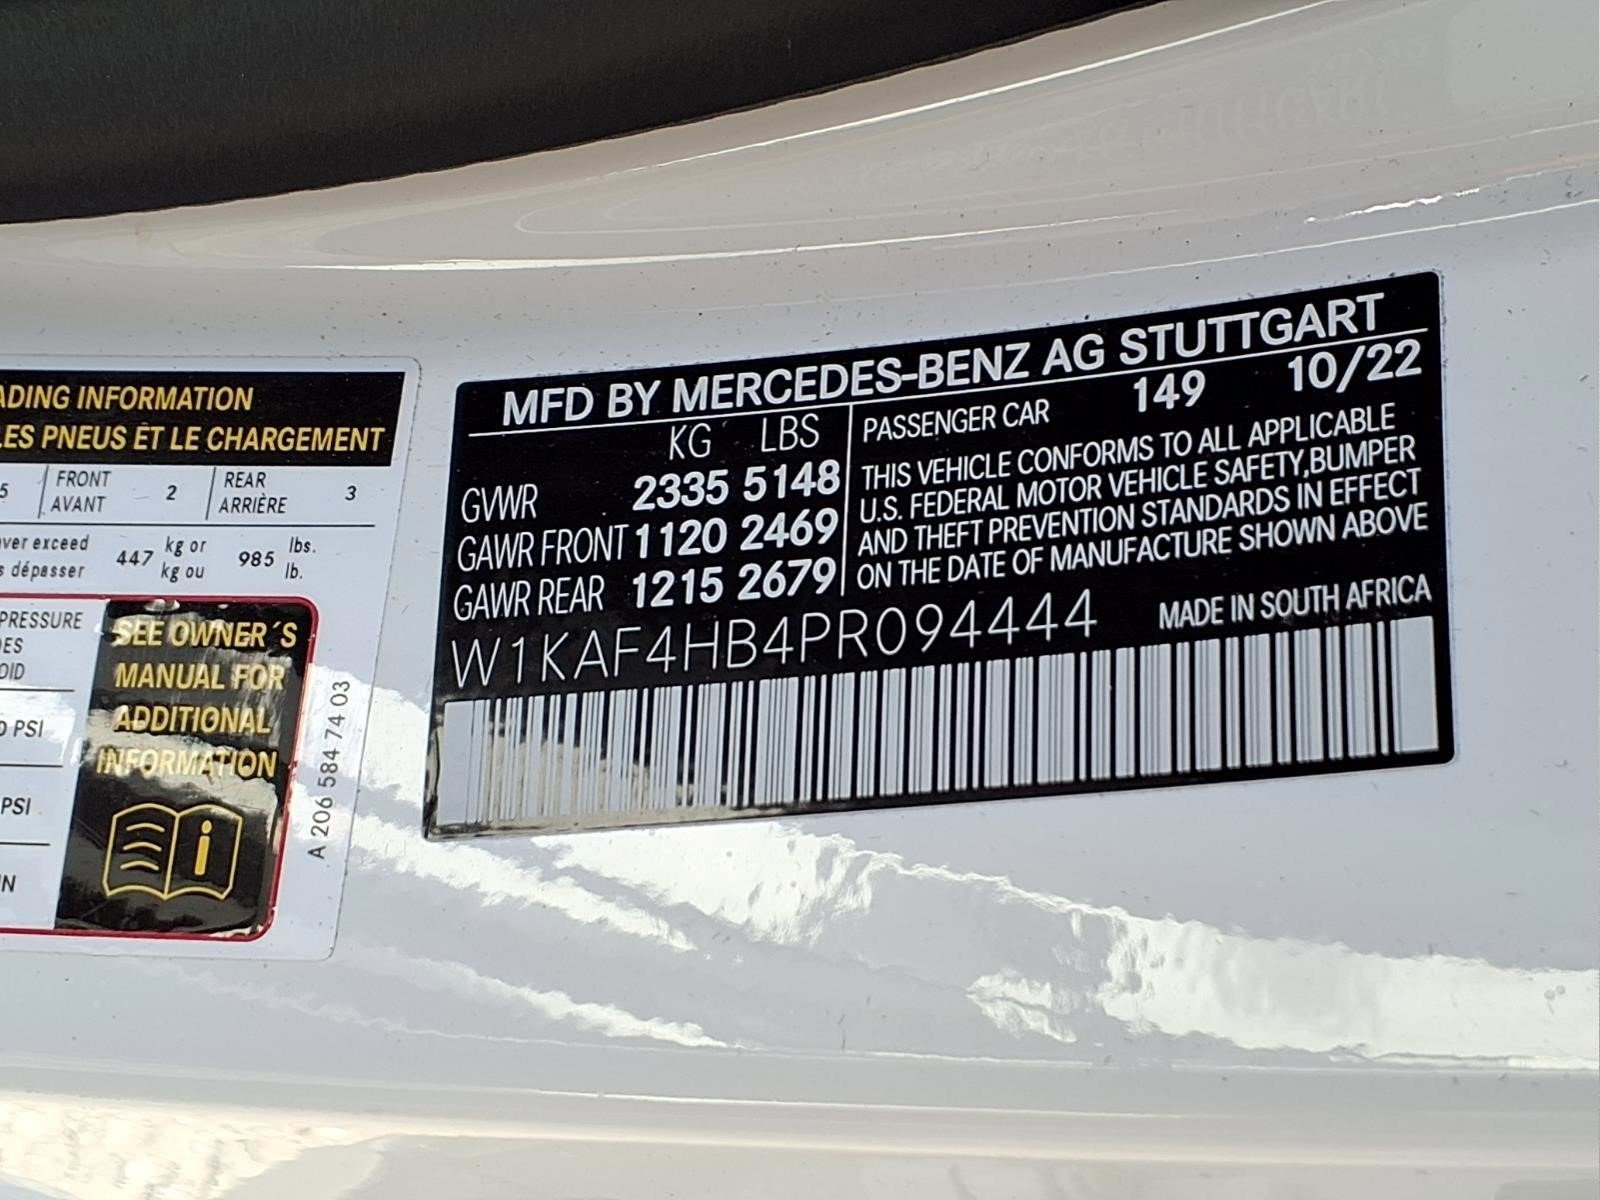 ADING INFORMATION
LES PNEUS ET LE CHARGEMENT
5 FRONT AVANT 2 REAR ARRIÈRE 3
ver exceed
s dépasser
447 kg or kg ou 985 lbs. lb.
PRESSURE
OID
PSI
PSI
N
SEE OWNER´S
MANUAL FOR
ADDITIONAL
INFORMATION
A 206 584 74 03
MFD BY MERCEDES-BENZ AG STUTTGART
KG LBS
GVWR 2335 5148
GAWR FRONT 1120 2469
GAWR REAR 1215 2679
PASSENGER CAR 149 10/22
THIS VEHICLE CONFORMS TO ALL APPLICABLE
U.S. FEDERAL MOTOR VEHICLE SAFETY,BUMPER
AND THEFT PREVENTION STANDARDS IN EFFECT
ON THE DATE OF MANUFACTURE SHOWN ABOVE
W1KAF4HB4PR094444
MADE IN SOUTH AFRICA